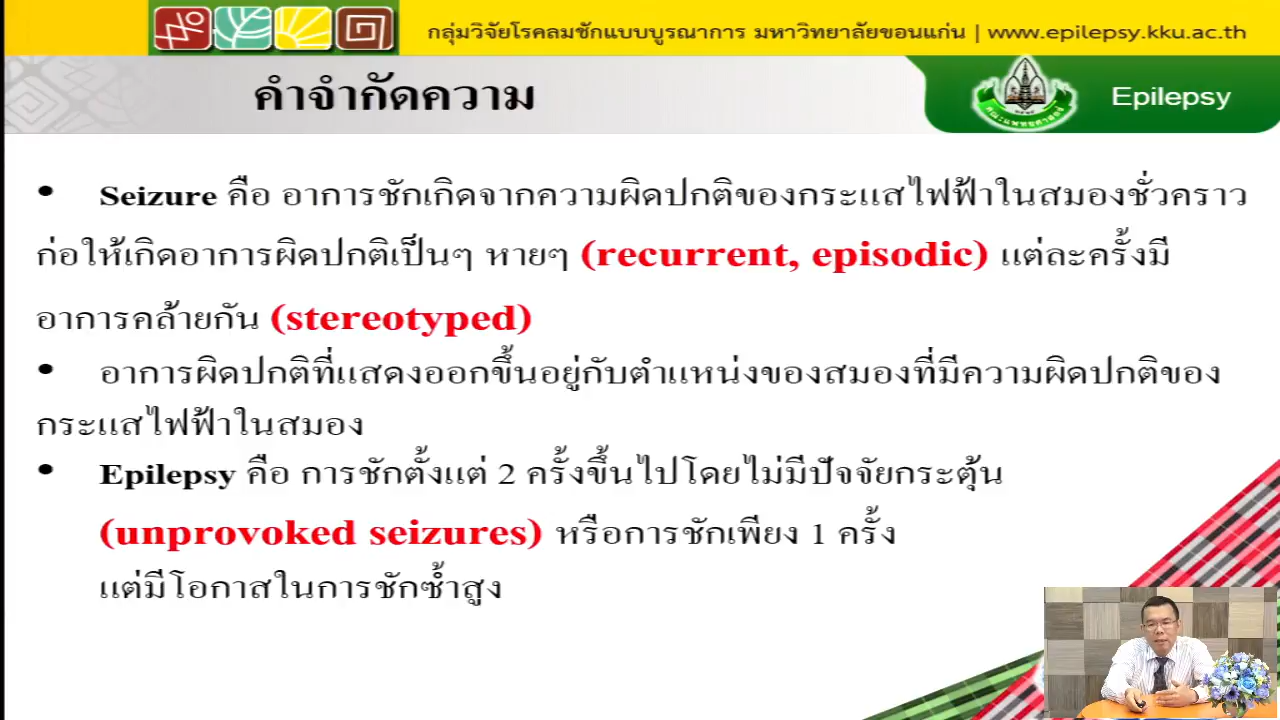 กลุ่มวิจัยโรคลมชักแบบบูรณาการ มหาวิทยาลัยขอนแก่น | www.epilepsy.kku.ac.th
คำจำกัดความ
Epilepsy
คณะแพทยศาสตร์
• Seizure คือ อาการชักเกิดจากความผิดปกติของกระแสไฟฟ้าในสมองชั่วคราว
ก่อให้เกิดอาการผิดปกติเป็นๆ หายๆ (recurrent, episodic) แต่ละครั้งมี
อาการคล้ายกัน (stereotyped)
• อาการผิดปกติที่แสดงออกขึ้นอยู่กับตำแหน่งของสมองที่มีความผิดปกติของ
กระแสไฟฟ้าในสมอง
• Epilepsy คือ การชักตั้งแต่ 2 ครั้งขึ้นไปโดยไม่มีปัจจัยกระตุ้น
(unprovoked seizures) หรือการชักเพียง 1 ครั้ง
แต่มีโอกาสในการชักซ้ำสูง